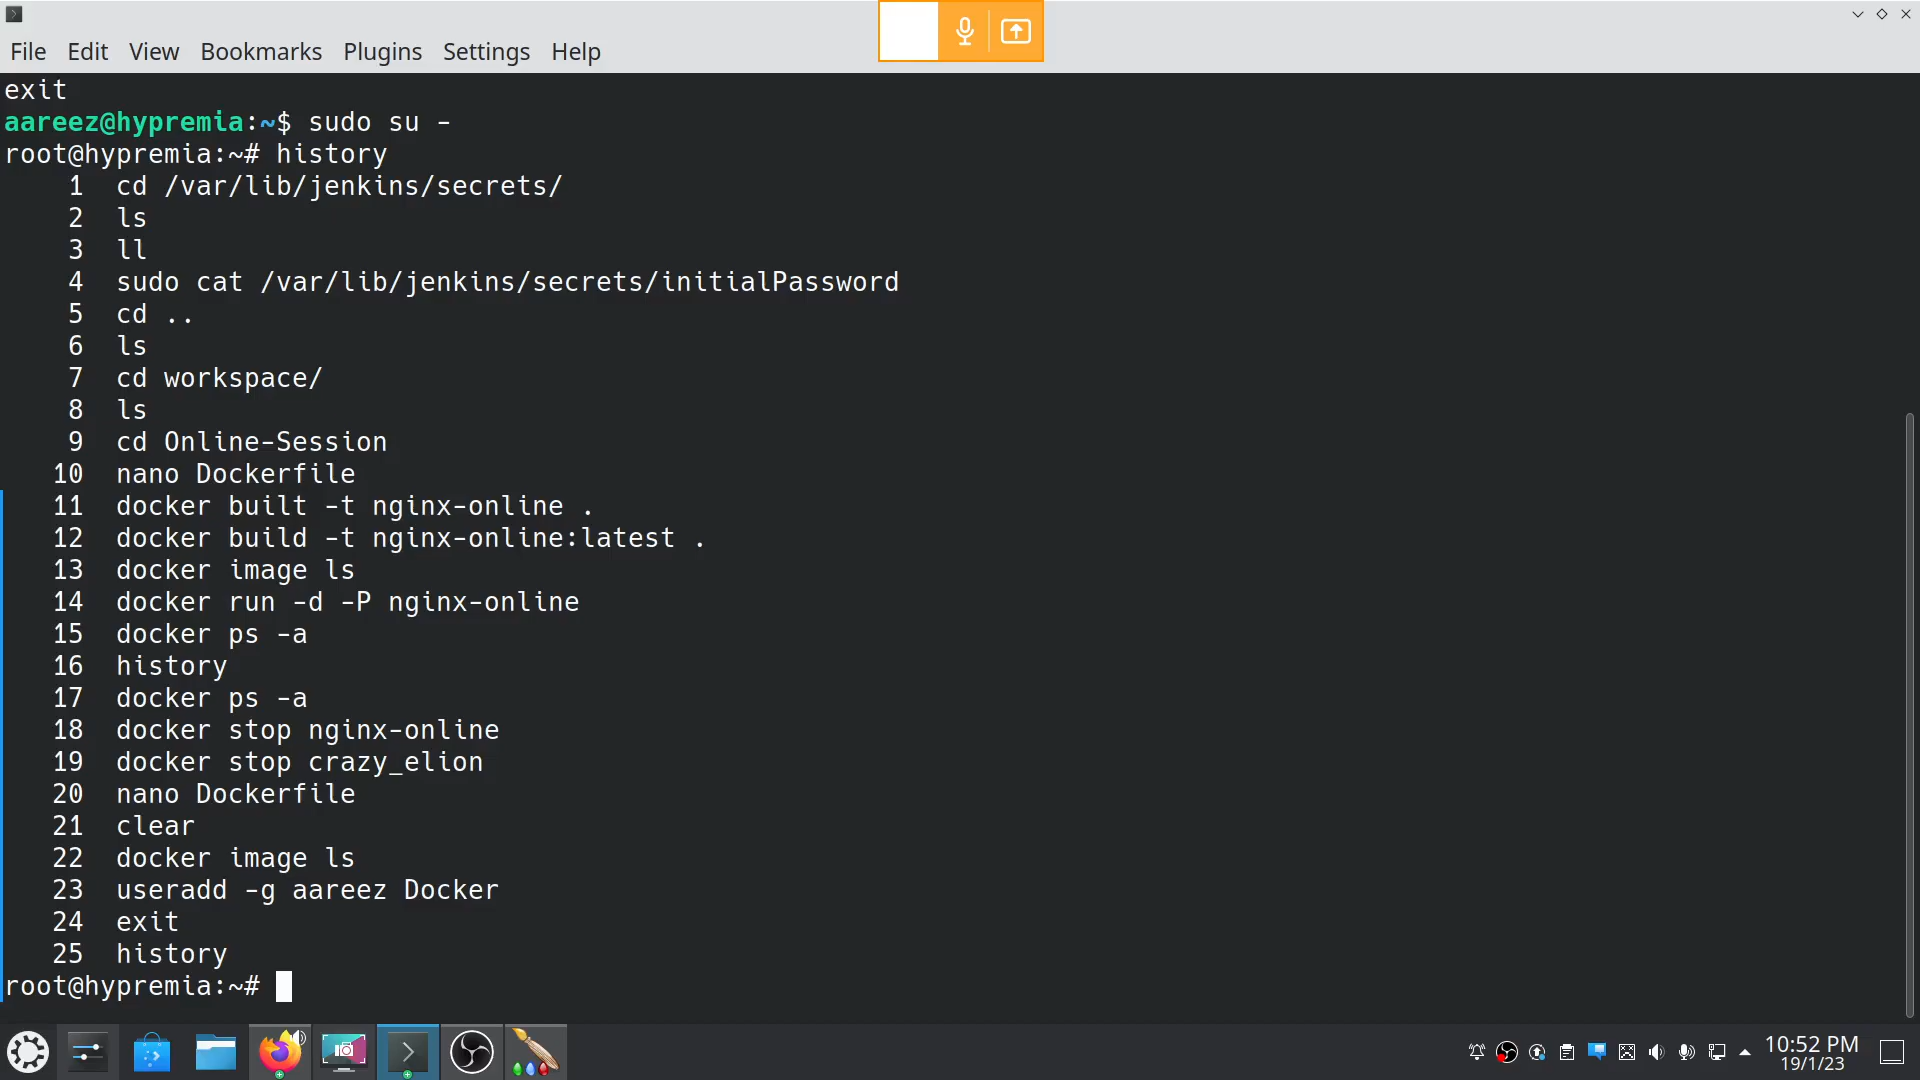 File Edit View Bookmarks Plugins Settings Help
exit
aareez@hypremia:~$ sudo su -
root@hypremia:~# history
1 cd /var/lib/jenkins/secrets/
2 ls
3 ll
4 sudo cat /var/lib/jenkins/secrets/initialPassword
5 cd ..
6 ls
7 cd workspace/
8 ls
9 cd Online-Session
10 nano Dockerfile
11 docker built -t nginx-online .
12 docker build -t nginx-online:latest .
13 docker image ls
14 docker run -d -P nginx-online
15 docker ps -a
16 history
17 docker ps -a
18 docker stop nginx-online
19 docker stop crazy_elion
20 nano Dockerfile
21 clear
22 docker image ls
23 useradd -g aareez Docker
24 exit
25 history
root@hypremia:~#
10:52 PM
19/1/23